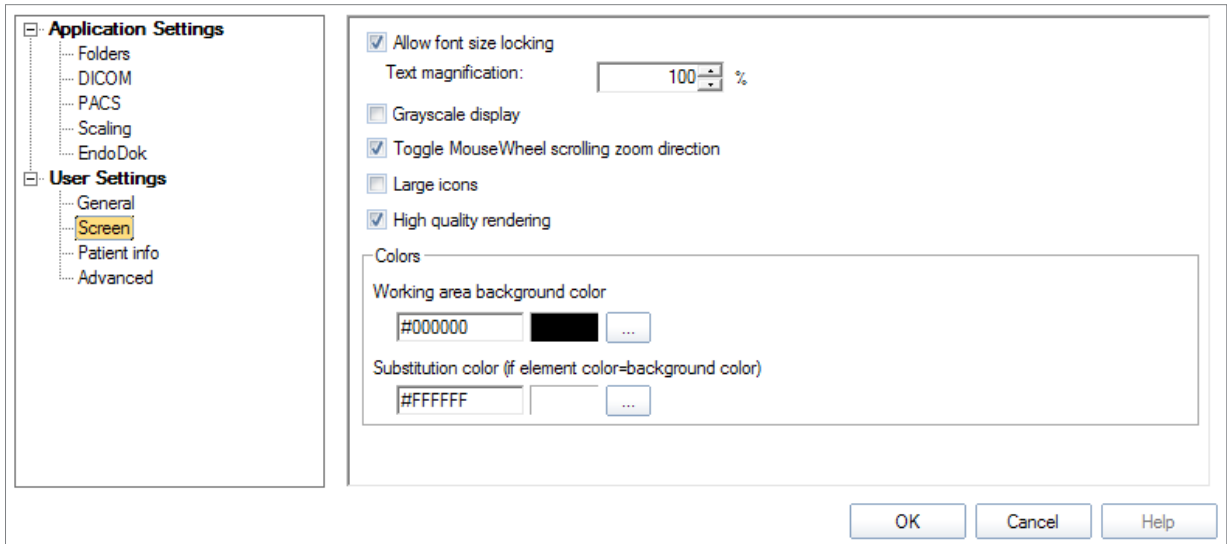 Application Settings
Folders
DICOM
PACS
Scaling
EndoDok
User Settings
General
Screen
Patient info
Advanced
Allow font size locking
Text magnification: 100 %
Grayscale display
Toggle MouseWheel scrolling zoom direction
Large icons
High quality rendering
Colors
Working area background color
#000000 ...
Substitution color (if element color=background color)
#FFFFFF ...
OK Cancel Help